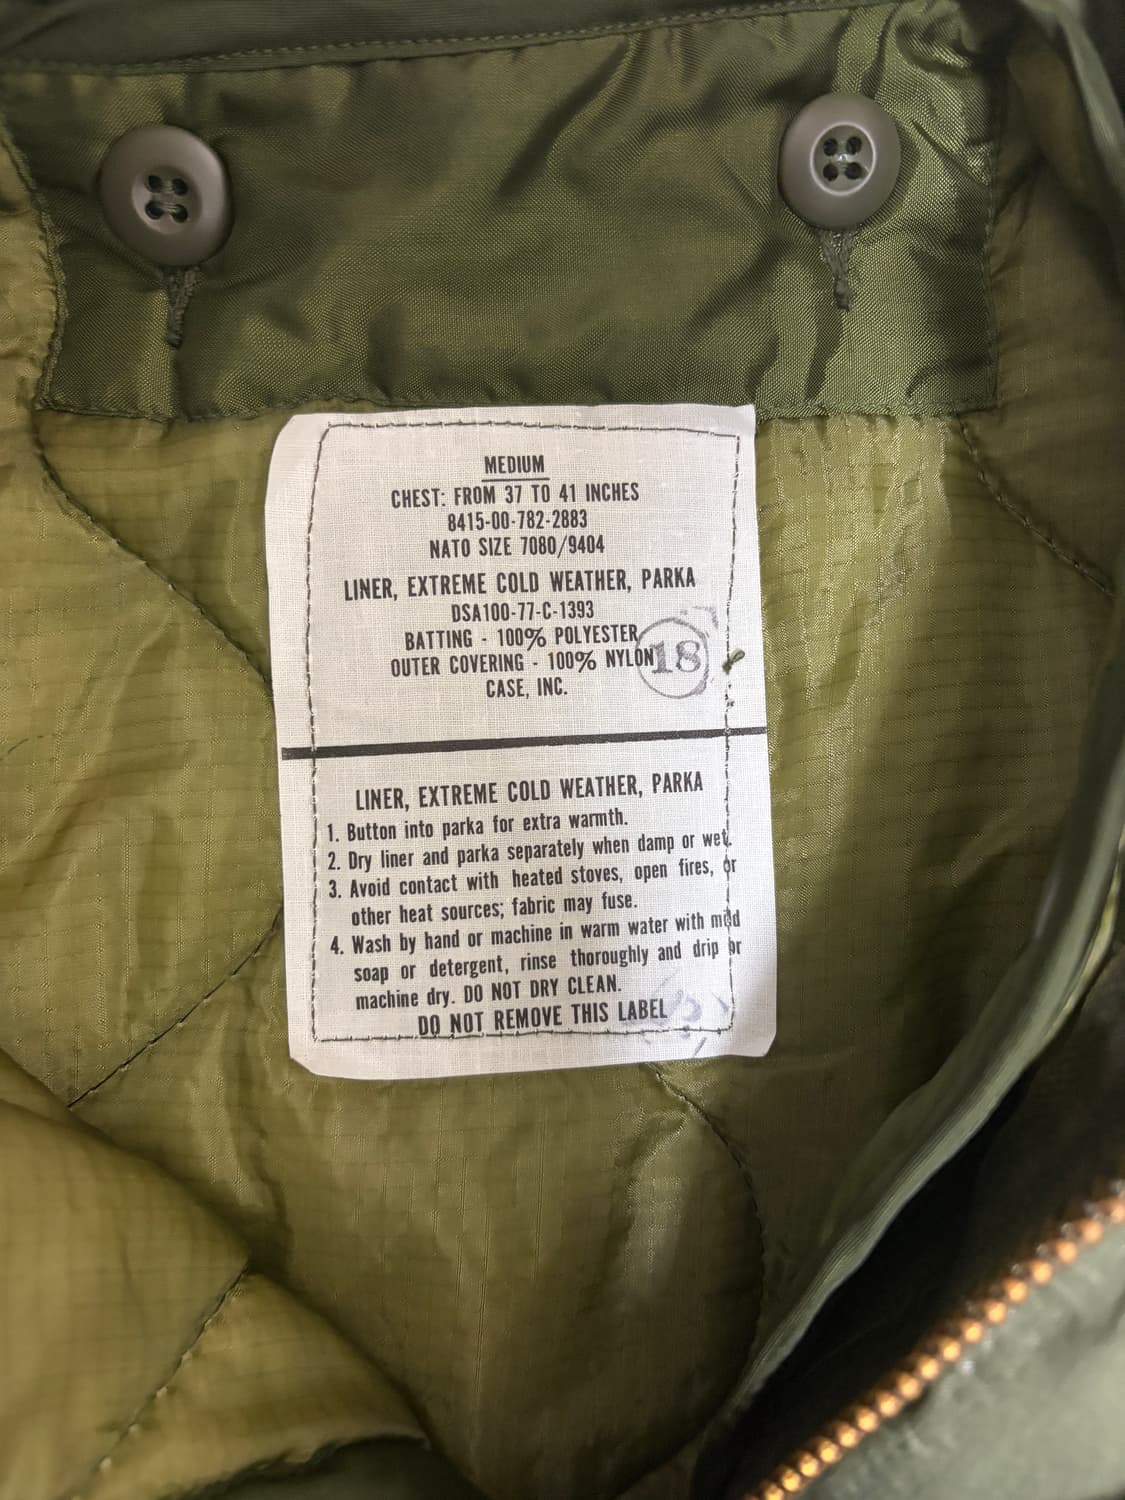 MEDIUM
CHEST: FROM 37 TO 41 INCHES
8415-00-782-2883
NATO SIZE 7080/9404
LINER, EXTREME COLD WEATHER, PARKA
DSA100-77-C-1393
BATTING - 100% POLYESTER
OUTER COVERING - 100% NYLON
18
CASE, INC.
LINER, EXTREME COLD WEATHER, PARKA
1. Button into parka for extra warmth.
2. Dry liner and parka separately when damp or wet.
3. Avoid contact with heated stoves, open fires, or
other heat sources; fabric may fuse.
4. Wash by hand or machine in warm water with mild
soap or detergent, rinse thoroughly and drip or
machine dry. DO NOT DRY CLEAN.
DO NOT REMOVE THIS LABEL